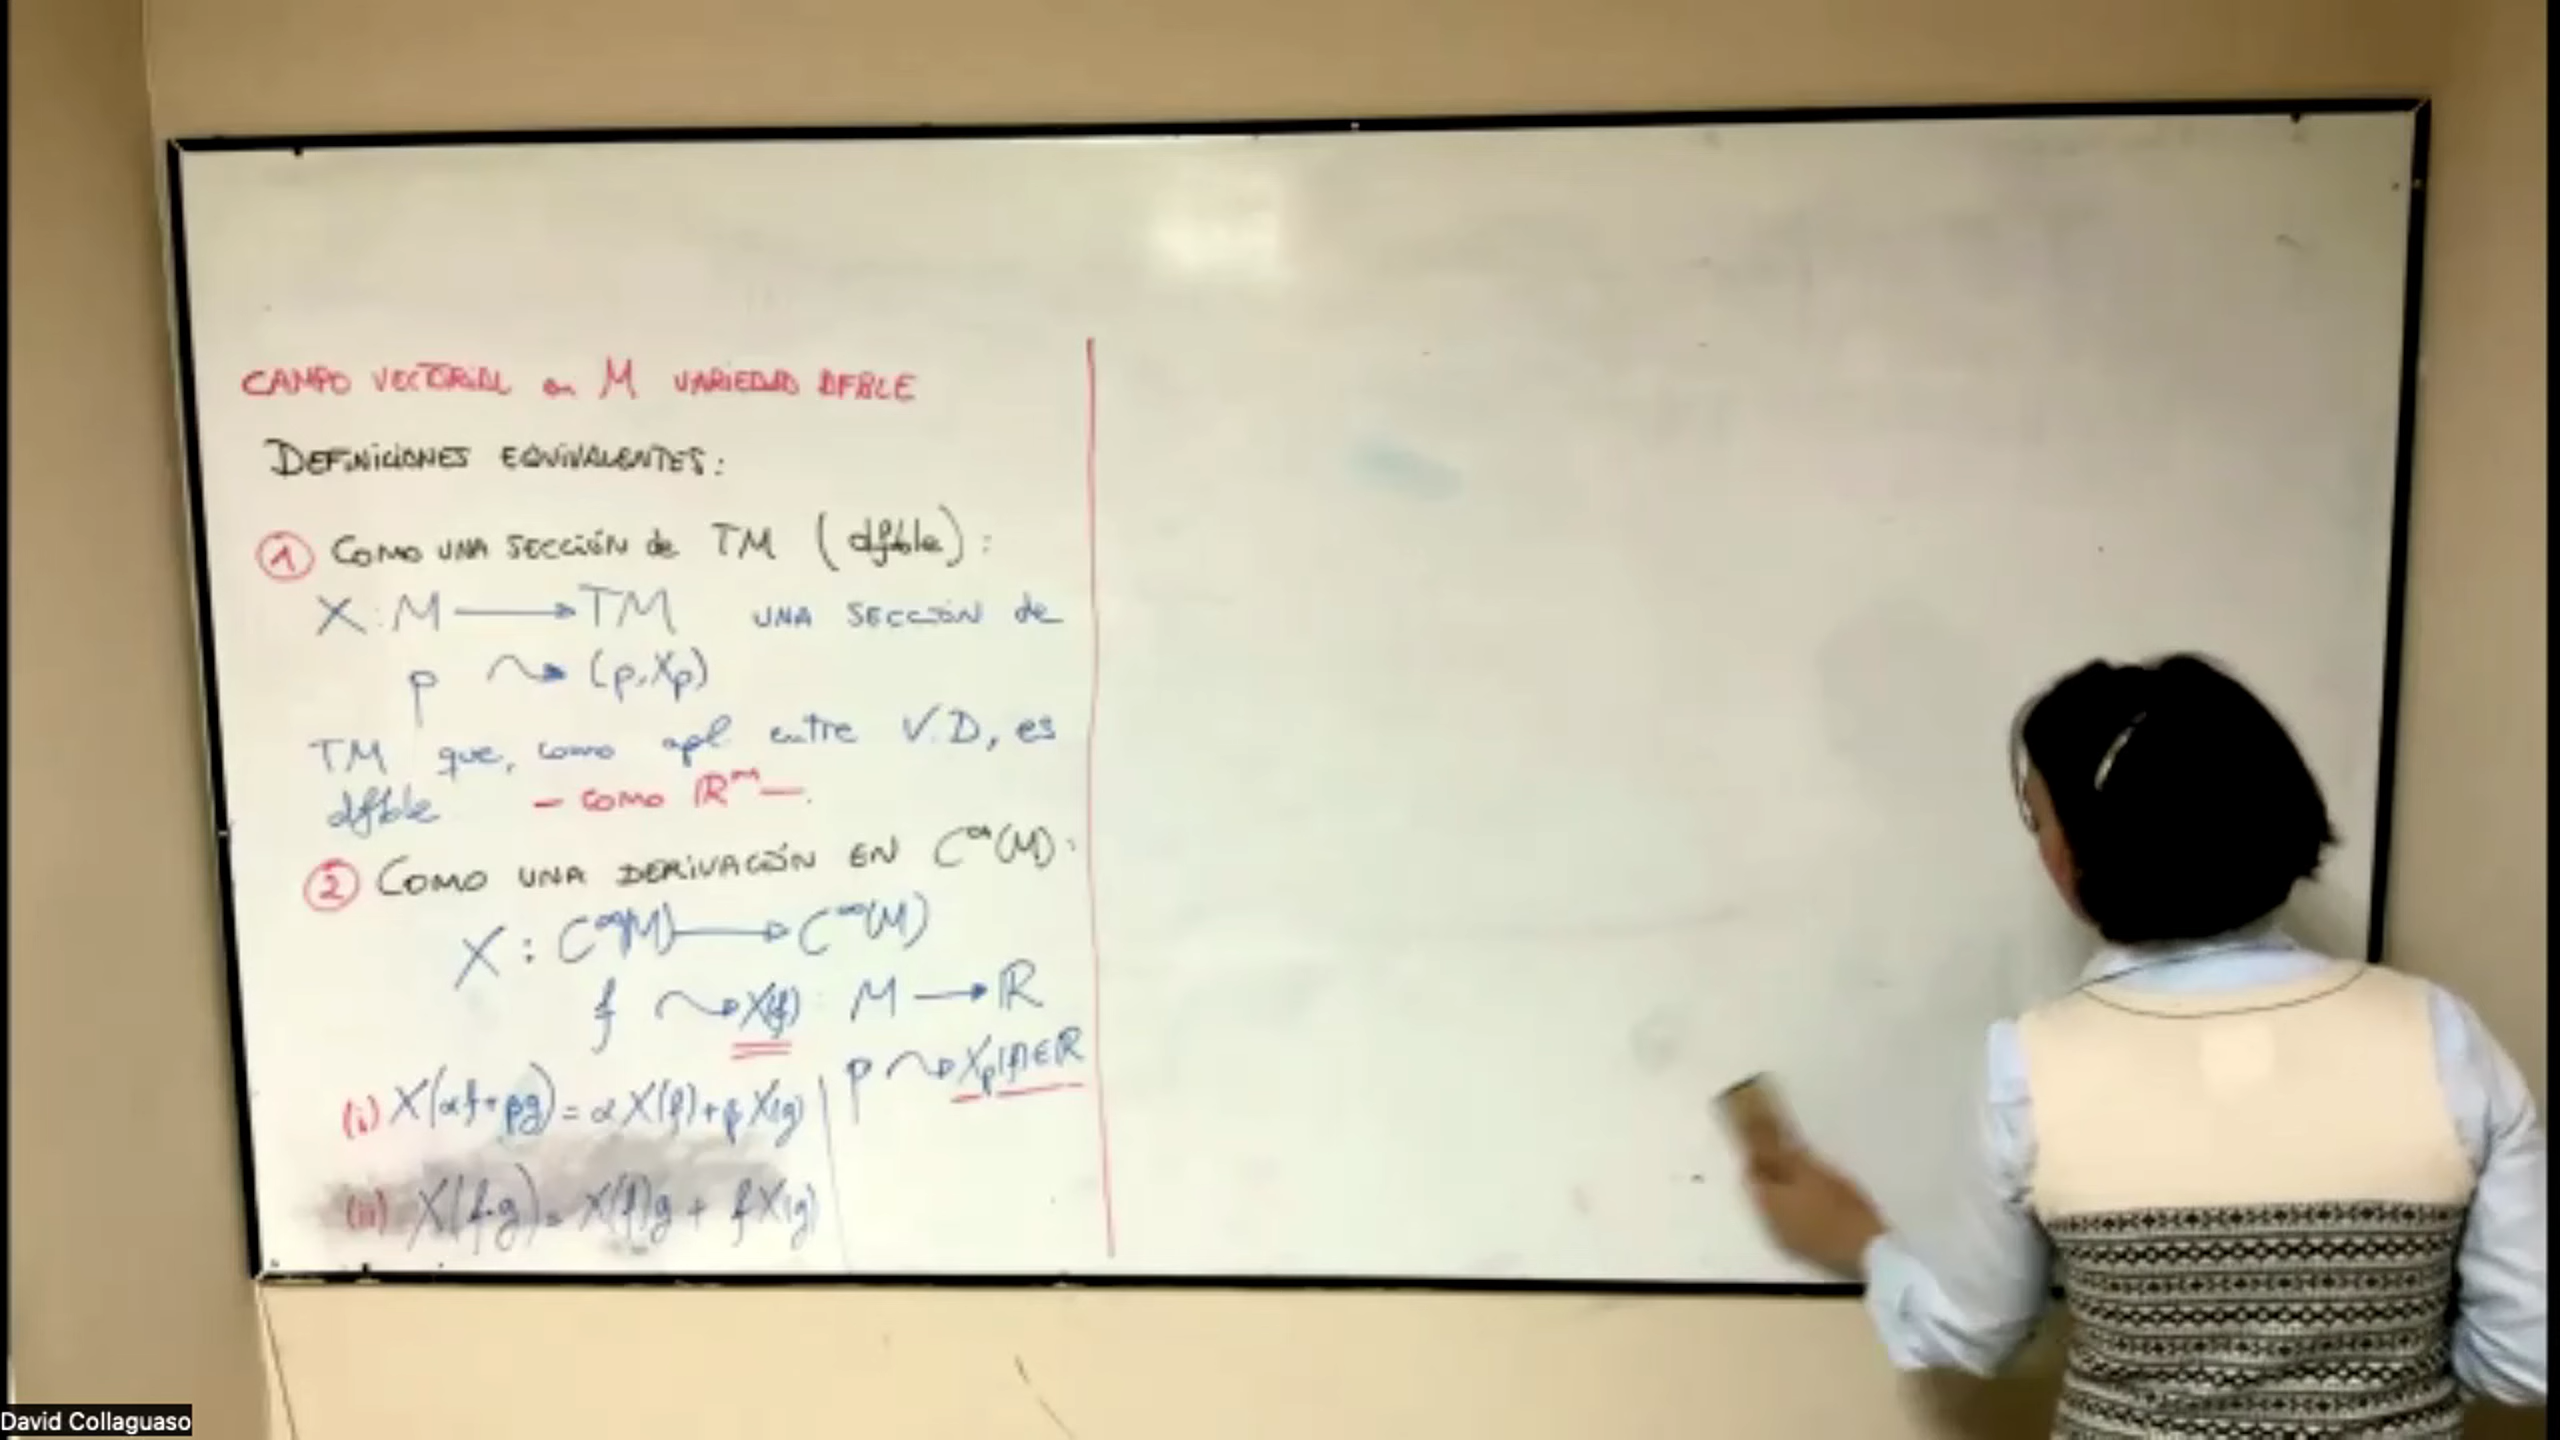 CAMPO VECTORIAL en M VARIEDAD DFBLE
DEFINICIONES EQUIVALENTES:
① COMO UNA SECCIÓN de TM (dfble):
X: M → TM UNA SECCIÓN de
p ⇝ (p, Xp)
TM que, como apl entre V.D, es
dfble — como ℝᵐ —.
② COMO UNA DERIVACIÓN EN C^∞(M):
X: C^∞(M) → C^∞(M)
f ⇝ X(f): M → ℝ
p ⇝ Xp(f)∈ℝ
(i) X(αf+βg) = αX(f)+βX(g)
(ii) X(f·g) = X(f)g + fX(g)
David Collaguaso